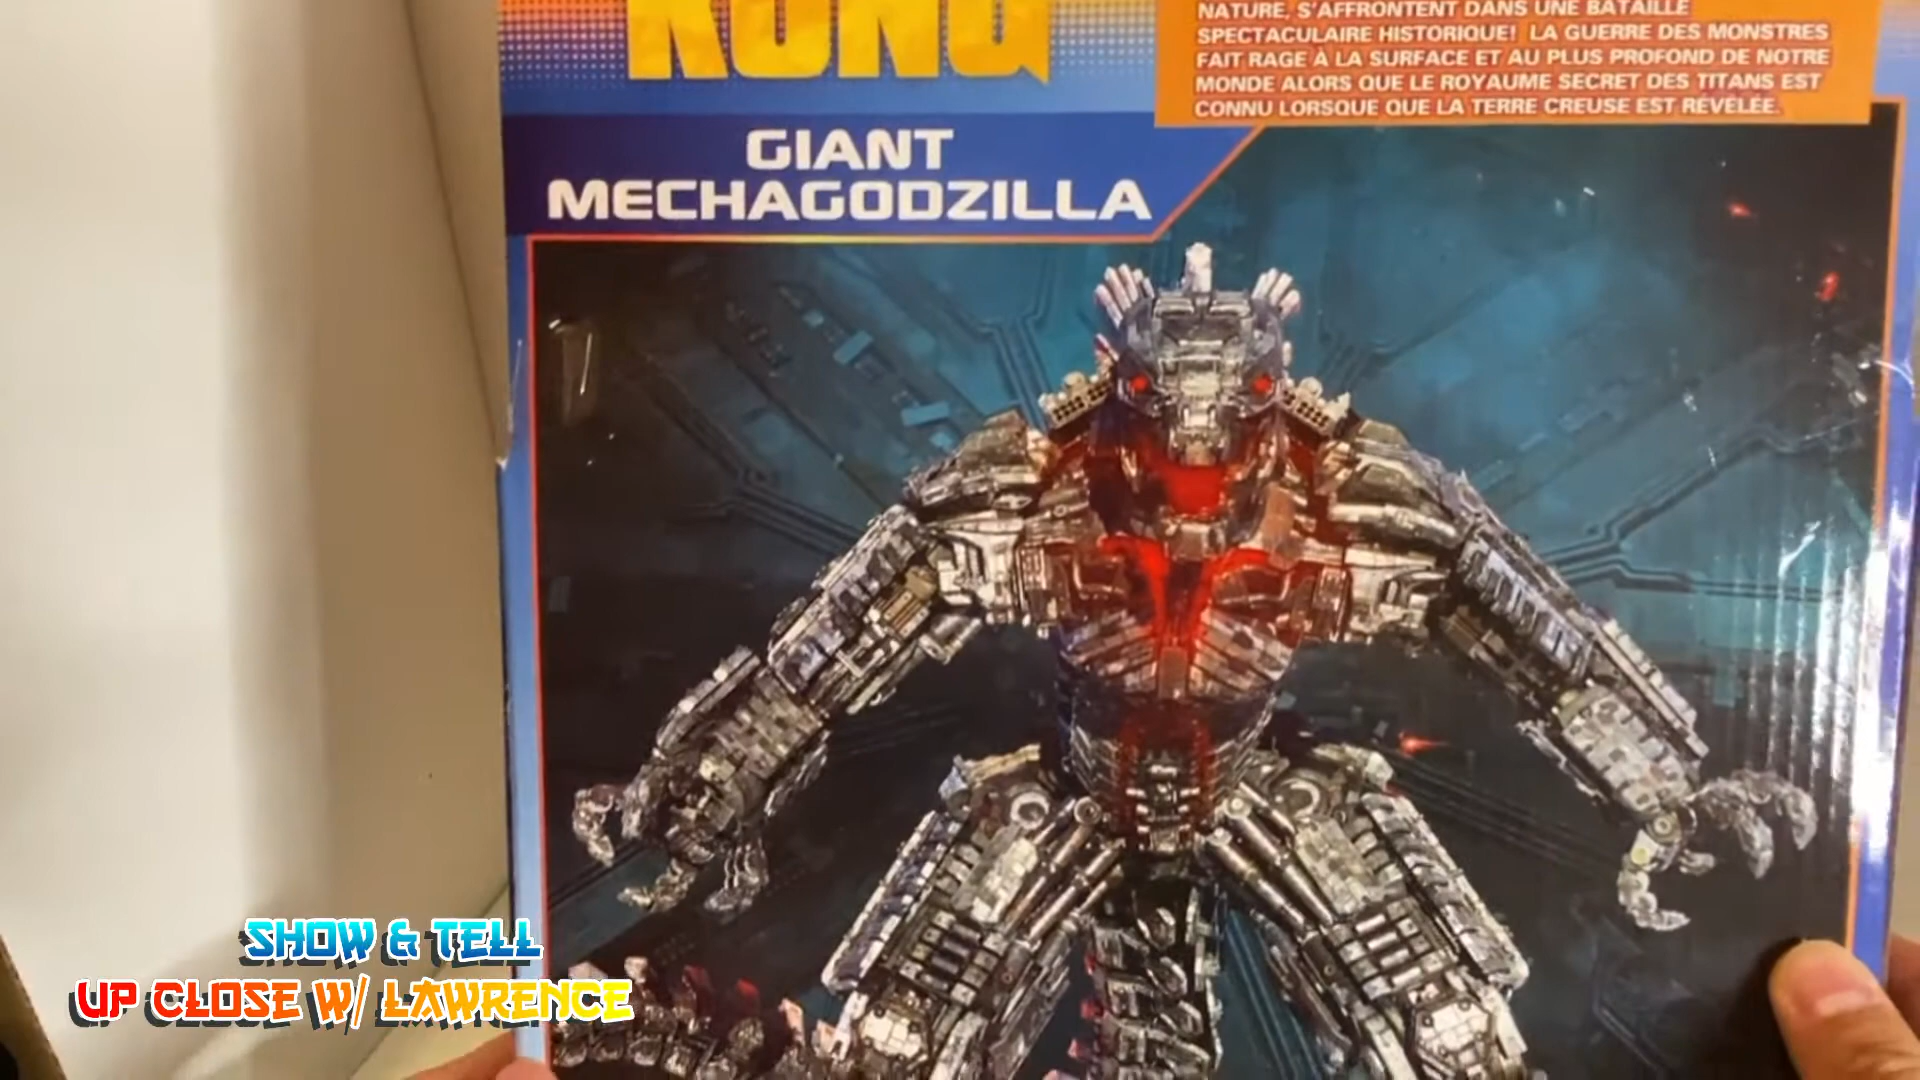 KONG
NATURE, S'AFFRONTENT DANS UNE BATAILLE
SPECTACULAIRE HISTORIQUE! LA GUERRE DES MONSTRES
FAIT RAGE À LA SURFACE ET AU PLUS PROFOND DE NOTRE
MONDE ALORS QUE LE ROYAUME SECRET DES TITANS EST
CONNU LORSQUE QUE LA TERRE CREUSE EST RÉVÉLÉE.
GIANT
MECHAGODZILLA
SHOW & TELL
UP CLOSE W/ LAWRENCE